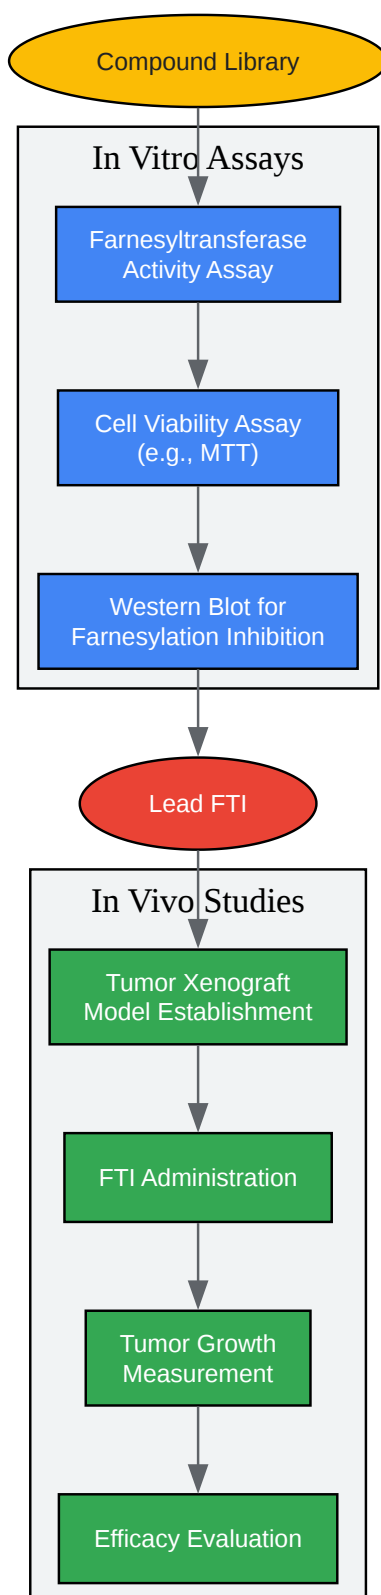 Compound Library
In Vitro Assays
Farnesyltransferase
Activity Assay
Cell Viability Assay
(e.g., MTT)
Western Blot for
Farnesylation Inhibition
Lead FTI
In Vivo Studies
Tumor Xenograft
Model Establishment
FTI Administration
Tumor Growth
Measurement
Efficacy Evaluation